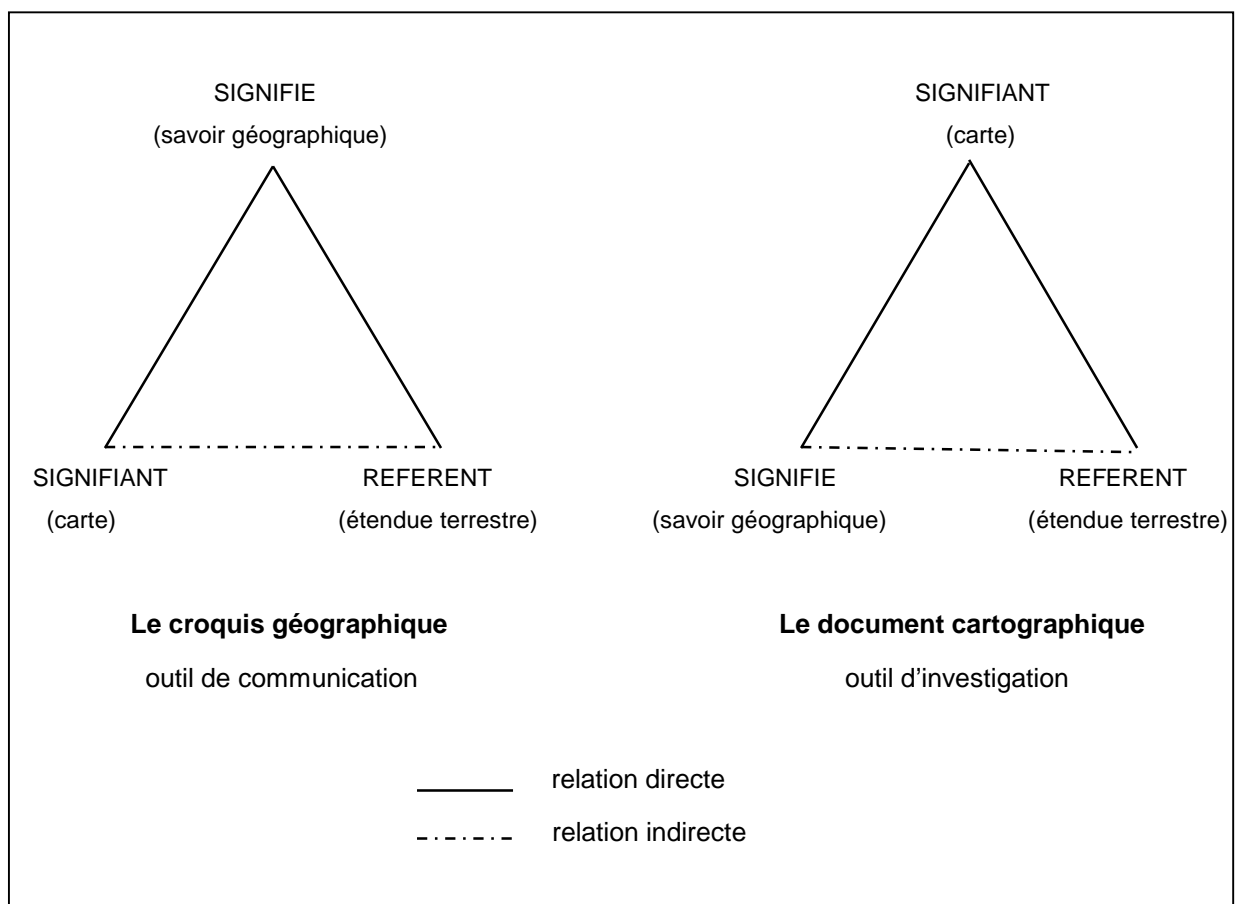 SIGNIFIE
(savoir géographique)
SIGNIFIANT
(carte)
SIGNIFIANT
(carte)
REFERENT
(étendue terrestre)
SIGNIFIE
(savoir géographique)
REFERENT
(étendue terrestre)
Le croquis géographique
outil de communication
Le document cartographique
outil d'investigation
relation directe
relation indirecte